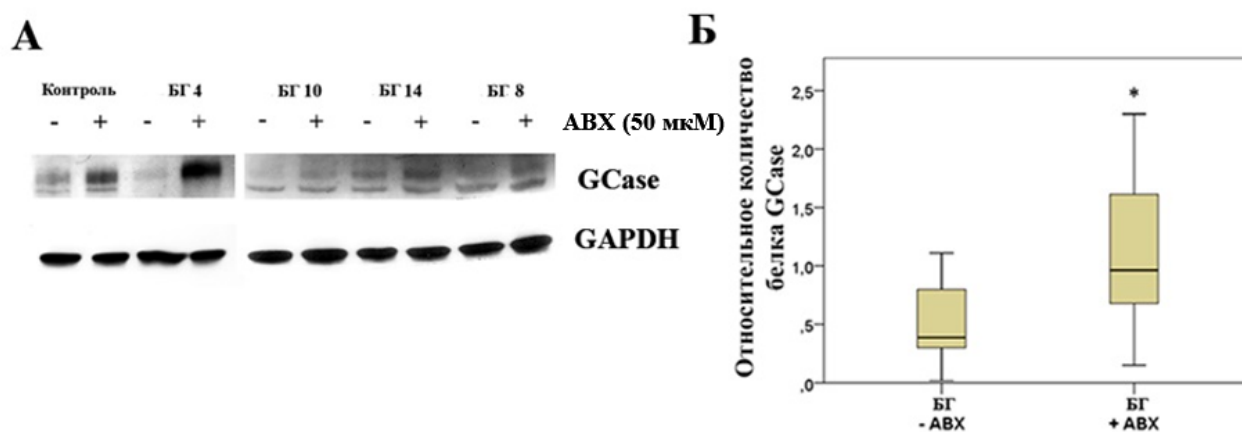 А
Контроль БГ 4 БГ 10 БГ 14 БГ 8
- + - + - + - + - + ABX (50 мкМ)
GCase
GAPDH
Б
Относительное количество
белка GCase
2,5
2,0
1,5
1,0
,5
,0
*
БГ БГ
- ABX + ABX